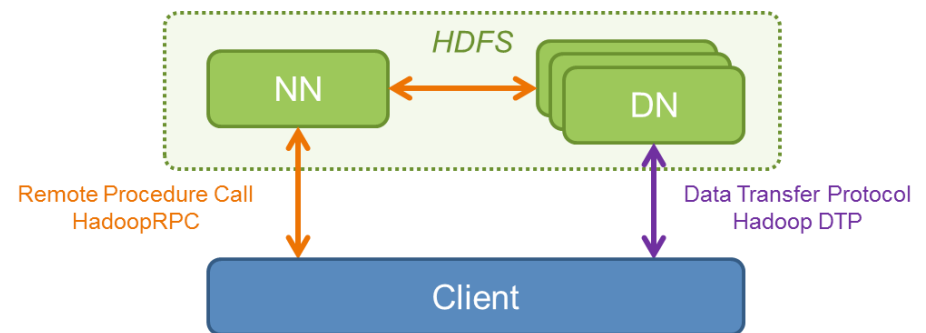 HDFS
NN
DN
Remote Procedure Call
HadoopRPC
Data Transfer Protocol
Hadoop DTP
Client